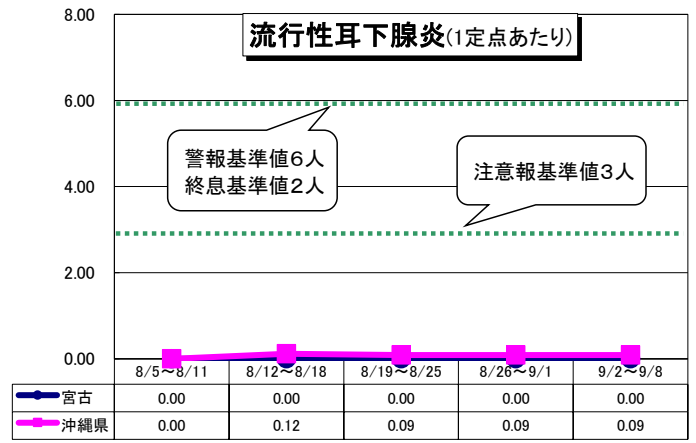 流行性耳下腺炎(1定点あたり)
8.00
6.00
警報基準値6人
終息基準値2人
注意報基準値3人
4.00
2.00
0.00
8/5～8/11 8/12～8/18 8/19～8/25 8/26～9/1 9/2～9/8
宮古 0.00 0.00 0.00 0.00 0.00
沖縄県 0.00 0.12 0.09 0.09 0.09